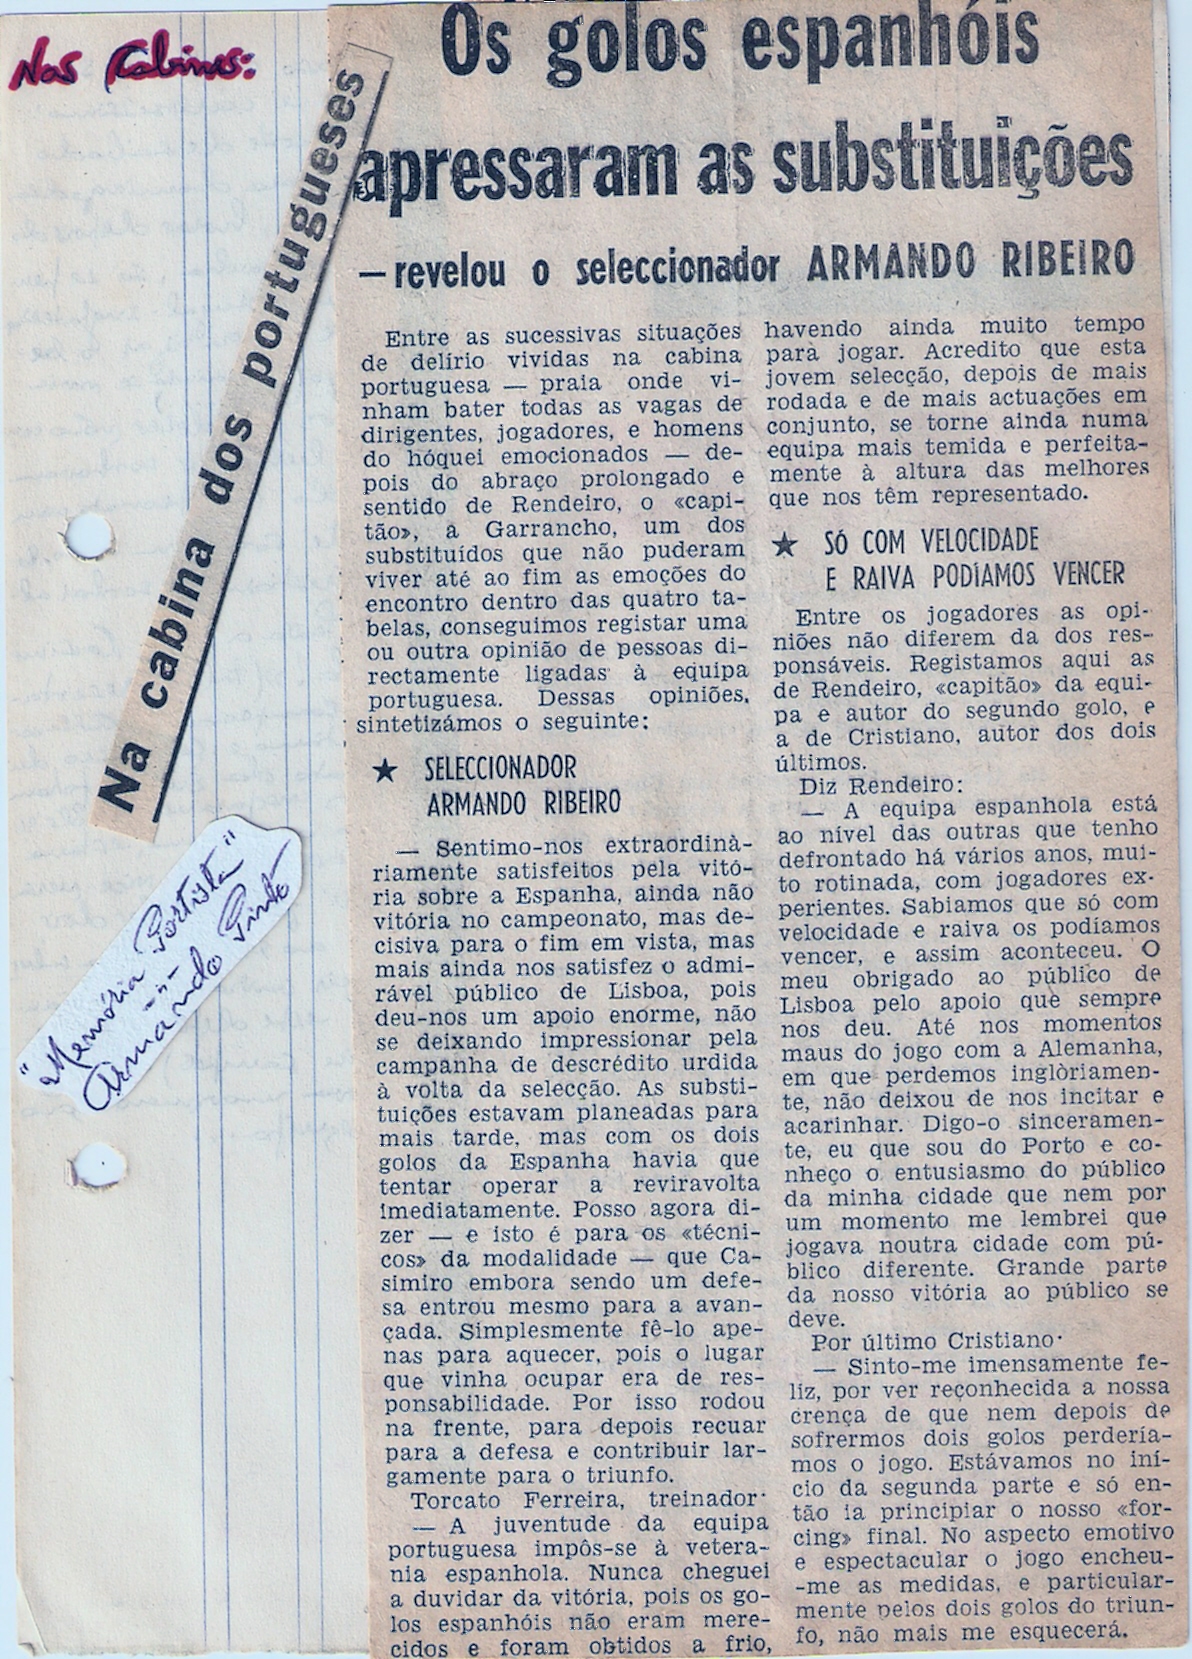 Nas Cabinas:
Na cabina dos portugueses
"Memória Portista"
-..-
Armando Pinto
Os golos espanhóis
apressaram as substituições
— revelou o seleccionador ARMANDO RIBEIRO
Entre as sucessivas situações
de delírio vividas na cabina
portuguesa — praia onde vi-
nham bater todas as vagas de
dirigentes, jogadores, e homens
do hóquei emocionados — de-
pois do abraço prolongado e
sentido de Rendeiro, o «capi-
tão», a Garrancho, um dos
substituídos que não puderam
viver até ao fim as emoções do
encontro dentro das quatro ta-
belas, conseguimos registar uma
ou outra opinião de pessoas di-
rectamente ligadas à equipa
portuguesa. Dessas opiniões,
sintetizámos o seguinte:
★ SELECCIONADOR
ARMANDO RIBEIRO
— Sentimo-nos extraordinà-
riamente satisfeitos pela vitó-
ria sobre a Espanha, ainda não
vitória no campeonato, mas de-
cisiva para o fim em vista, mas
mais ainda nos satisfez o admi-
rável público de Lisboa, pois
deu-nos um apoio enorme, não
se deixando impressionar pela
campanha de descrédito urdida
à volta da selecção. As substi-
tuições estavam planeadas para
mais tarde, mas com os dois
golos da Espanha havia que
tentar operar a reviravolta
imediatamente. Posso agora di-
zer — e isto é para os «técni-
cos» da modalidade — que Ca-
simiro embora sendo um defe-
sa entrou mesmo para a avan-
çada. Simplesmente fê-lo ape-
nas para aquecer, pois o lugar
que vinha ocupar era de res-
ponsabilidade. Por isso rodou
na frente, para depois recuar
para a defesa e contribuir lar-
gamente para o triunfo.
Torcato Ferreira, treinador·
— A juventude da equipa
portuguesa impôs-se à vetera-
nia espanhola. Nunca cheguei
a duvidar da vitória, pois os go-
los espanhóis não eram mere-
cidos e foram obtidos a frio,
havendo ainda muito tempo
para jogar. Acredito que esta
jovem selecção, depois de mais
rodada e de mais actuações em
conjunto, se torne ainda numa
equipa mais temida e perfeita-
mente à altura das melhores
que nos têm representado.
★ SÓ COM VELOCIDADE
E RAIVA PODIAMOS VENCER
Entre os jogadores as opi-
niões não diferem da dos res-
ponsáveis. Registamos aqui as
de Rendeiro, «capitão» da equi-
pa e autor do segundo golo, e
a de Cristiano, autor dos dois
últimos.
Diz Rendeiro:
— A equipa espanhola está
ao nível das outras que tenho
defrontado há vários anos, mui-
to rotinada, com jogadores ex-
perientes. Sabiamos que só com
velocidade e raiva os podíamos
vencer, e assim aconteceu. O
meu obrigado ao público de
Lisboa pelo apoio que sempre
nos deu. Até nos momentos
maus do jogo com a Alemanha,
em que perdemos inglòriamen-
te, não deixou de nos incitar e
acarinhar. Digo-o sinceramen-
te, eu que sou do Porto e co-
nheço o entusiasmo do público
da minha cidade que nem por
um momento me lembrei que
jogava noutra cidade com pú-
blico diferente. Grande parte
da nosso vitória ao público se
deve.
Por último Cristiano·
— Sinto-me imensamente fe-
liz, por ver reconhecida a nossa
crença de que nem depois de
sofrermos dois golos perdería-
mos o jogo. Estávamos no iní-
cio da segunda parte e só en-
tão ia principiar o nosso «for-
cing» final. No aspecto emotivo
e espectacular o jogo encheu-
-me as medidas, e particular-
mente pelos dois golos do triun-
fo, não mais me esquecerá.